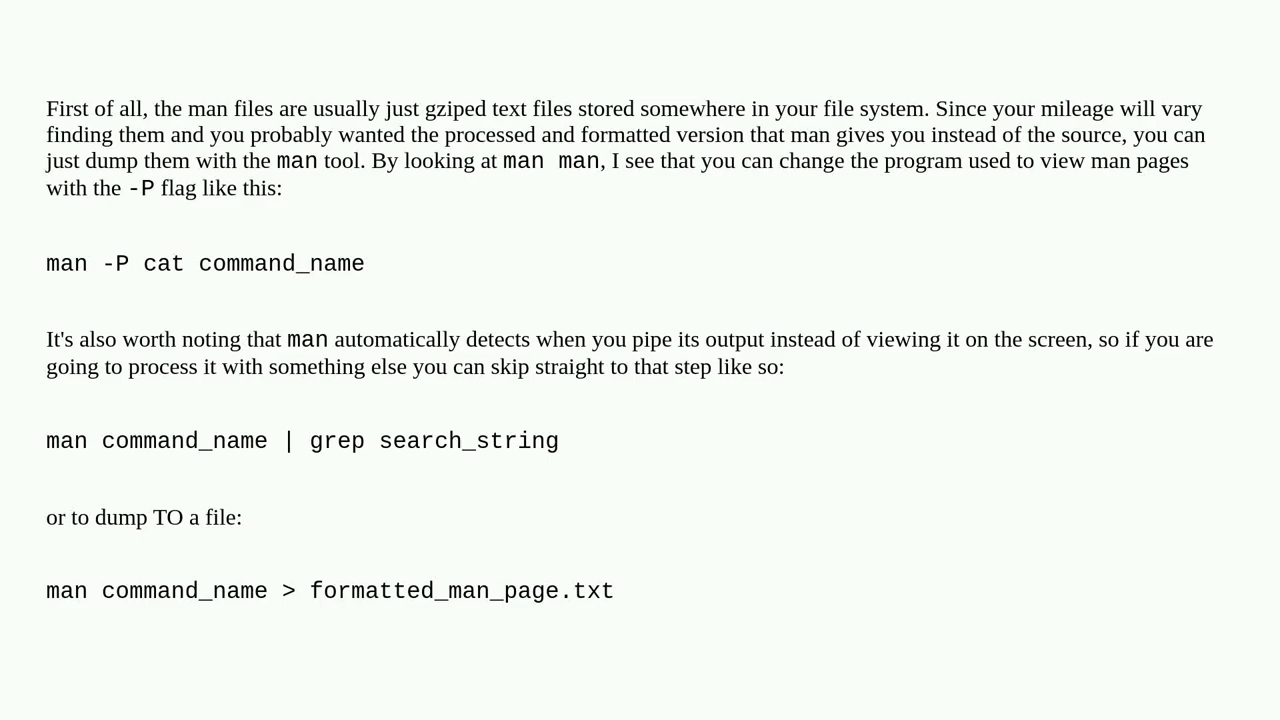 First of all, the man files are usually just gziped text files stored somewhere in your file system. Since your mileage will vary
finding them and you probably wanted the processed and formatted version that man gives you instead of the source, you can
just dump them with the man tool. By looking at man man, I see that you can change the program used to view man pages
with the -P flag like this:
man -P cat command_name
It's also worth noting that man automatically detects when you pipe its output instead of viewing it on the screen, so if you are
going to process it with something else you can skip straight to that step like so:
man command_name | grep search_string
or to dump TO a file:
man command_name > formatted_man_page.txt